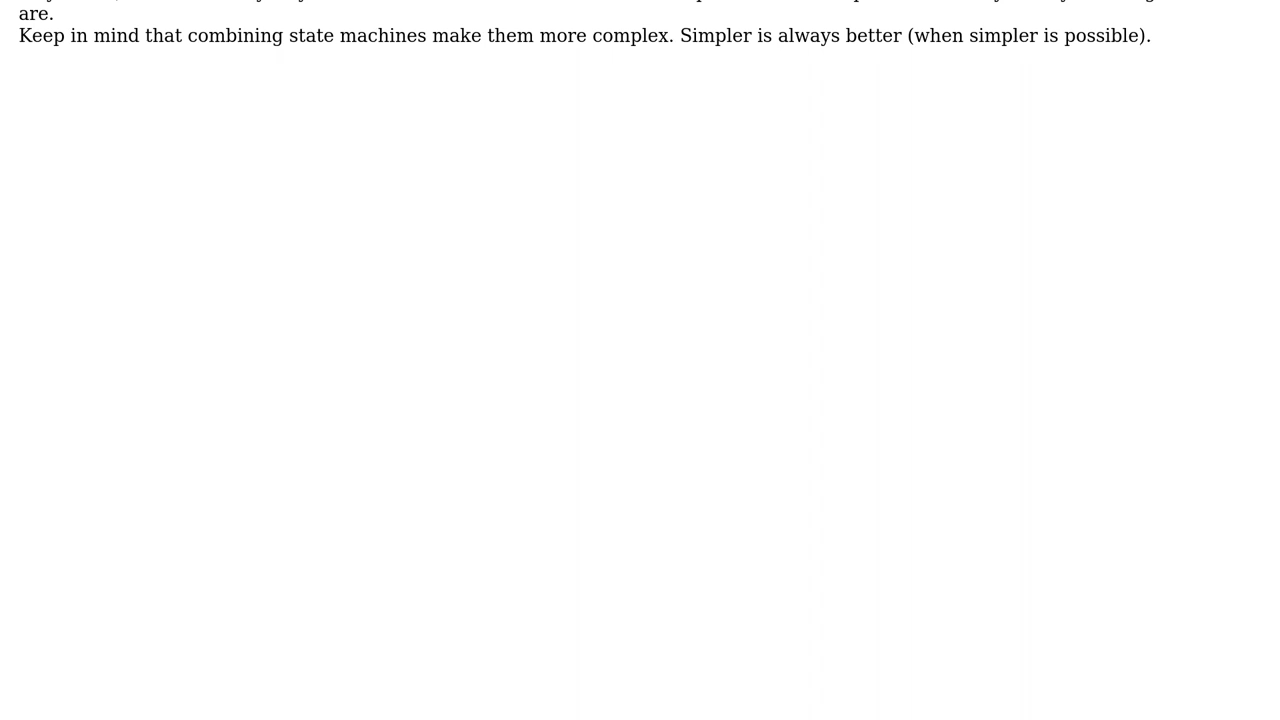 are.
Keep in mind that combining state machines make them more complex. Simpler is always better (when simpler is possible).